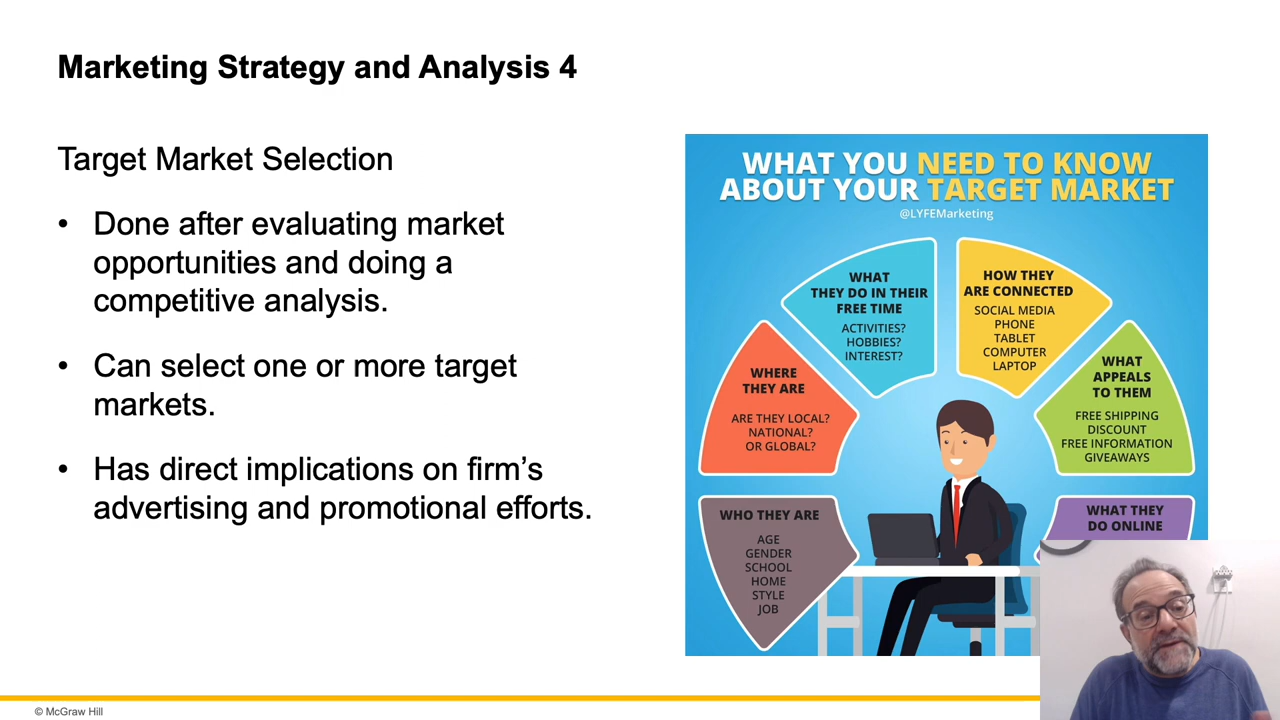 Marketing Strategy and Analysis 4
Target Market Selection
• Done after evaluating market
opportunities and doing a
competitive analysis.
• Can select one or more target
markets.
• Has direct implications on firm’s
advertising and promotional efforts.
WHAT YOU NEED TO KNOW
ABOUT YOUR TARGET MARKET
@LYFEMarketing
WHO THEY ARE
AGE
GENDER
SCHOOL
HOME
STYLE
JOB
WHERE
THEY ARE
ARE THEY LOCAL?
NATIONAL?
OR GLOBAL?
WHAT
THEY DO IN THEIR
FREE TIME
ACTIVITIES?
HOBBIES?
INTEREST?
HOW THEY
ARE CONNECTED
SOCIAL MEDIA
PHONE
TABLET
COMPUTER
LAPTOP
WHAT
APPEALS
TO THEM
FREE SHIPPING
DISCOUNT
FREE INFORMATION
GIVEAWAYS
WHAT THEY
DO ONLINE
© McGraw Hill